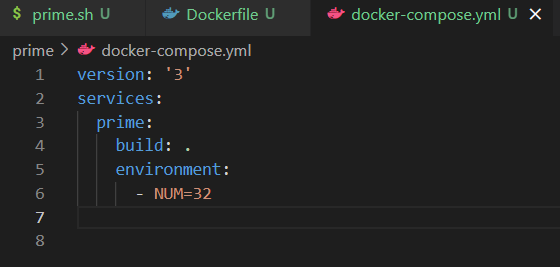 $ prime.sh U Dockerfile U docker-compose.yml U ×
prime > docker-compose.yml
1 version: '3'
2 services:
3 prime:
4 build: .
5 environment:
6 - NUM=32
7
8